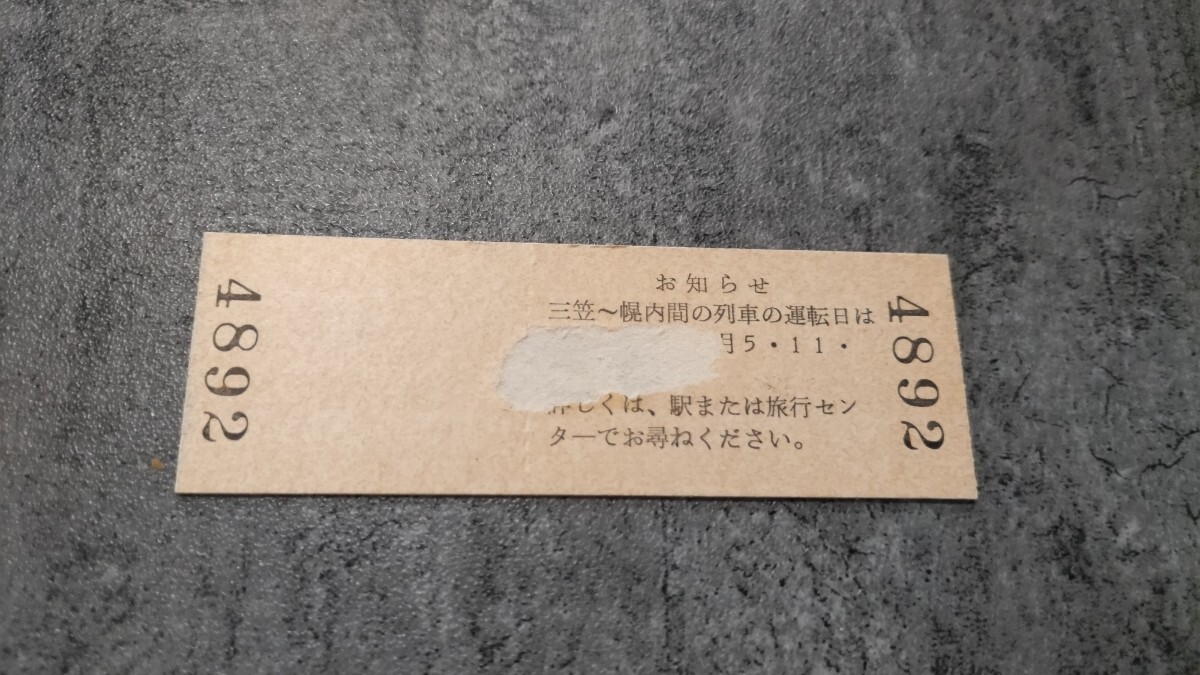 4892
お知らせ
三笠～幌内間の列車の運転日は
月5・11・
しくは、駅または旅行セン
ターでお尋ねください。
4892